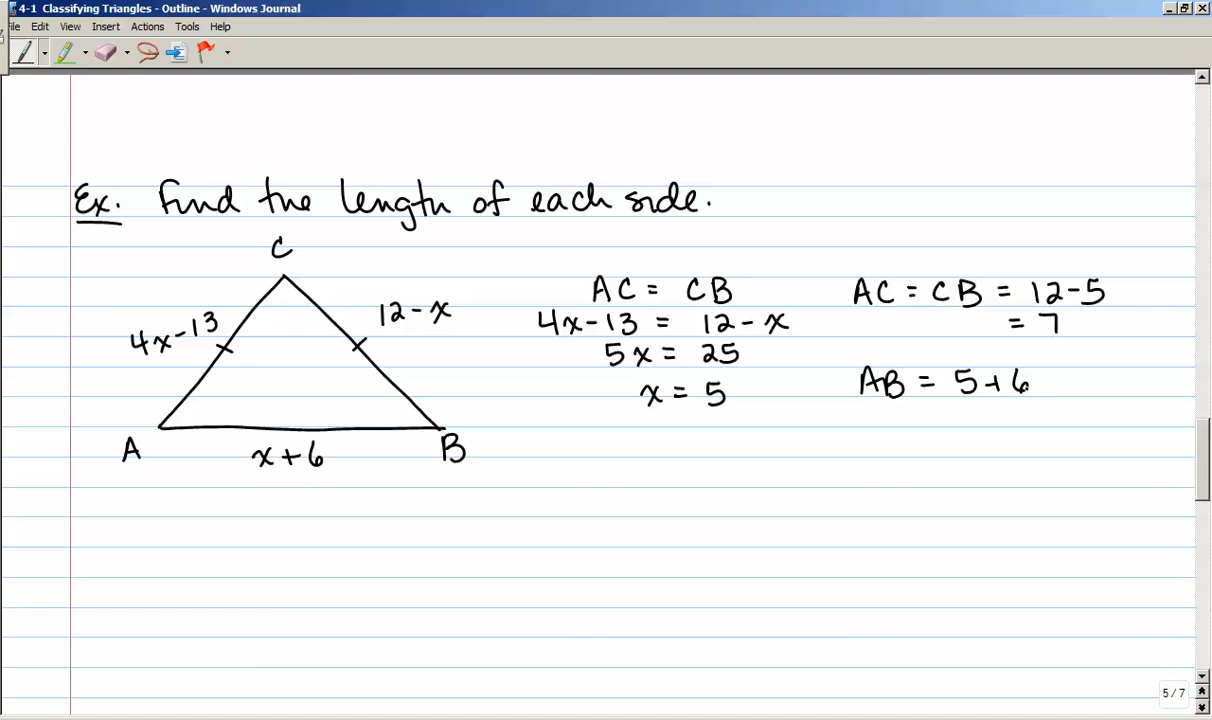 4-1 Classifying Triangles - Outline - Windows Journal
File Edit View Insert Actions Tools Help
Ex. Find the length of each side.
C
4x-13
12-x
A
x+6
B
AC = CB
4x-13 = 12-x
5x = 25
x = 5
AC = CB = 12-5
= 7
AB = 5+6
5 / 7